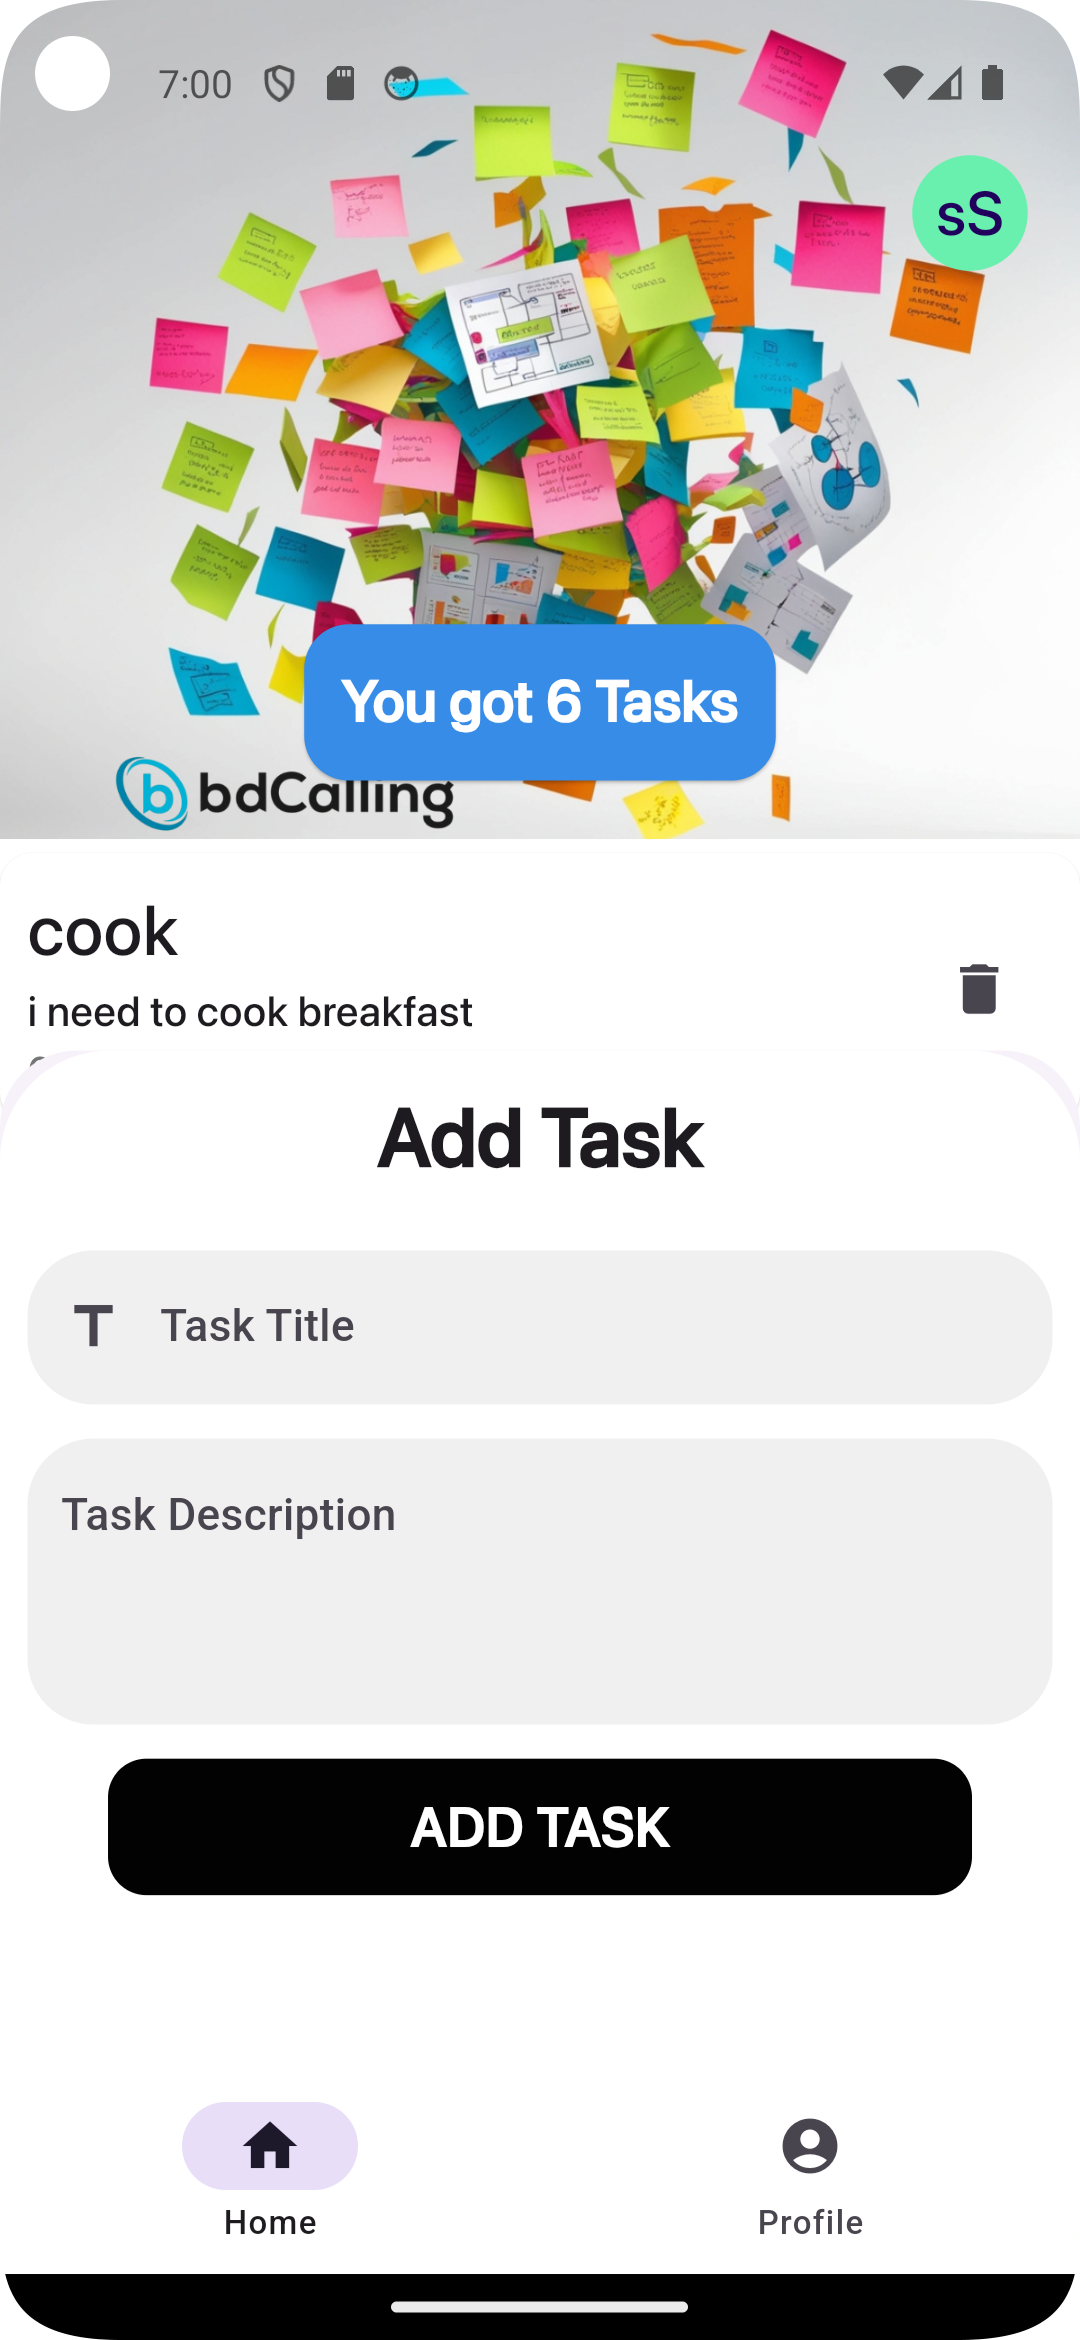 7:00
sS
You got 6 Tasks
bdCalling
cook
i need to cook breakfast
Add Task
Task Title
Task Description
ADD TASK
Home
Profile